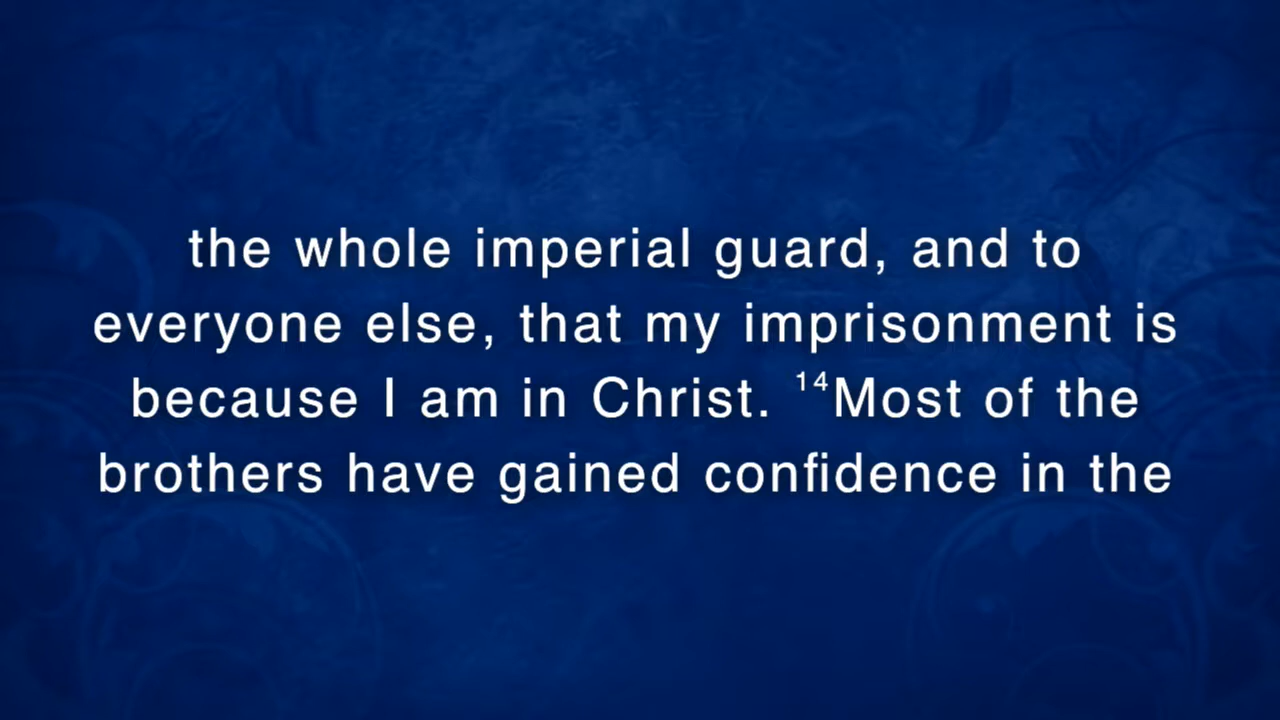 the whole imperial guard, and to
everyone else, that my imprisonment is
because I am in Christ. ¹⁴Most of the
brothers have gained confidence in the